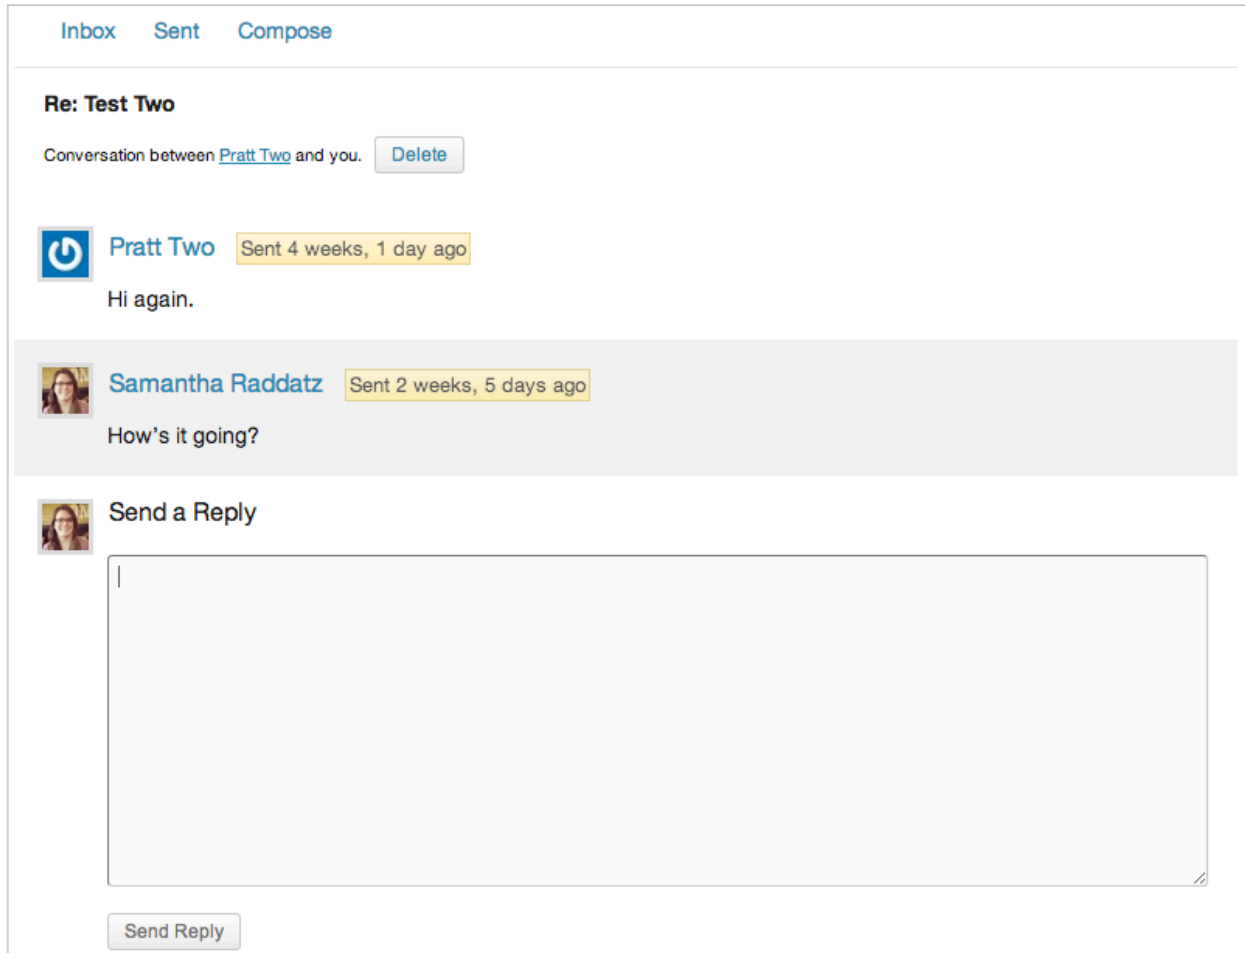 Inbox Sent Compose
Re: Test Two
Conversation between Pratt Two and you. Delete
Pratt Two Sent 4 weeks, 1 day ago
Hi again.
Samantha Raddatz Sent 2 weeks, 5 days ago
How's it going?
Send a Reply
Send Reply